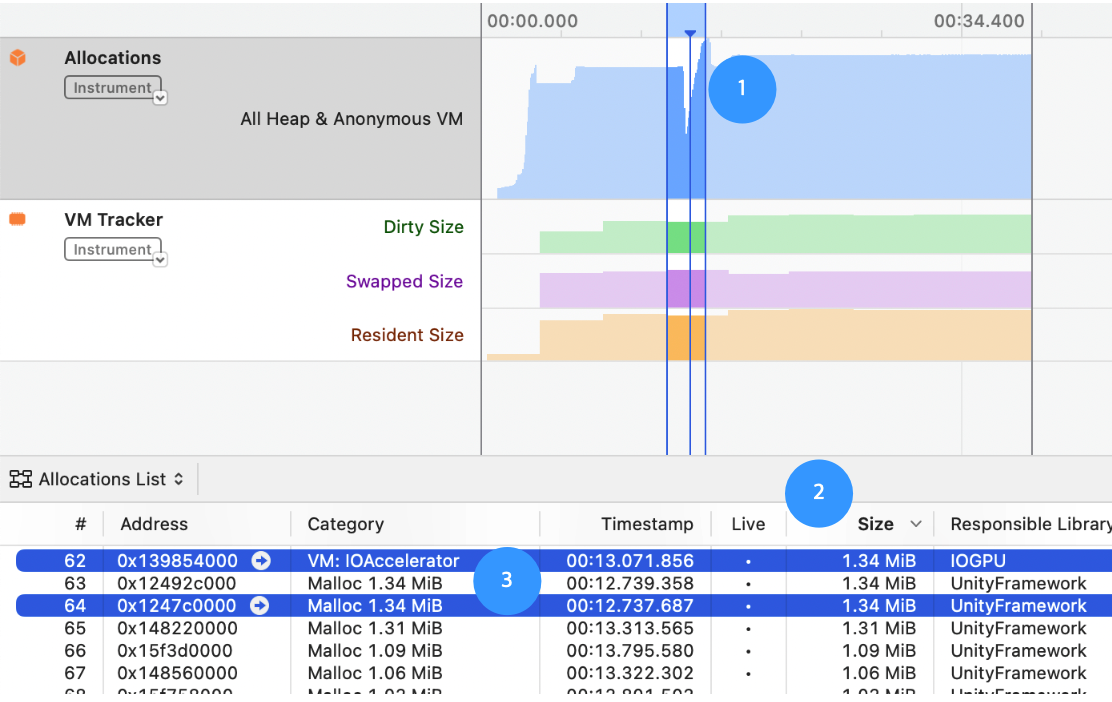 00:00.000 00:34.400
Allocations
Instrument
All Heap & Anonymous VM
1
VM Tracker
Instrument
Dirty Size
Swapped Size
Resident Size
Allocations List
2
# Address Category Timestamp Live Size Responsible Library
62 0x139854000 VM: IOAccelerator 00:13.071.856 • 1.34 MiB IOGPU
3
63 0x12492c000 Malloc 1.34 MiB 00:12.739.358 • 1.34 MiB UnityFramework
64 0x1247c0000 Malloc 1.34 MiB 00:12.737.687 • 1.34 MiB UnityFramework
65 0x148220000 Malloc 1.31 MiB 00:13.313.565 • 1.31 MiB UnityFramework
66 0x15f3d0000 Malloc 1.09 MiB 00:13.795.580 • 1.09 MiB UnityFramework
67 0x148560000 Malloc 1.06 MiB 00:13.322.302 • 1.06 MiB UnityFramework